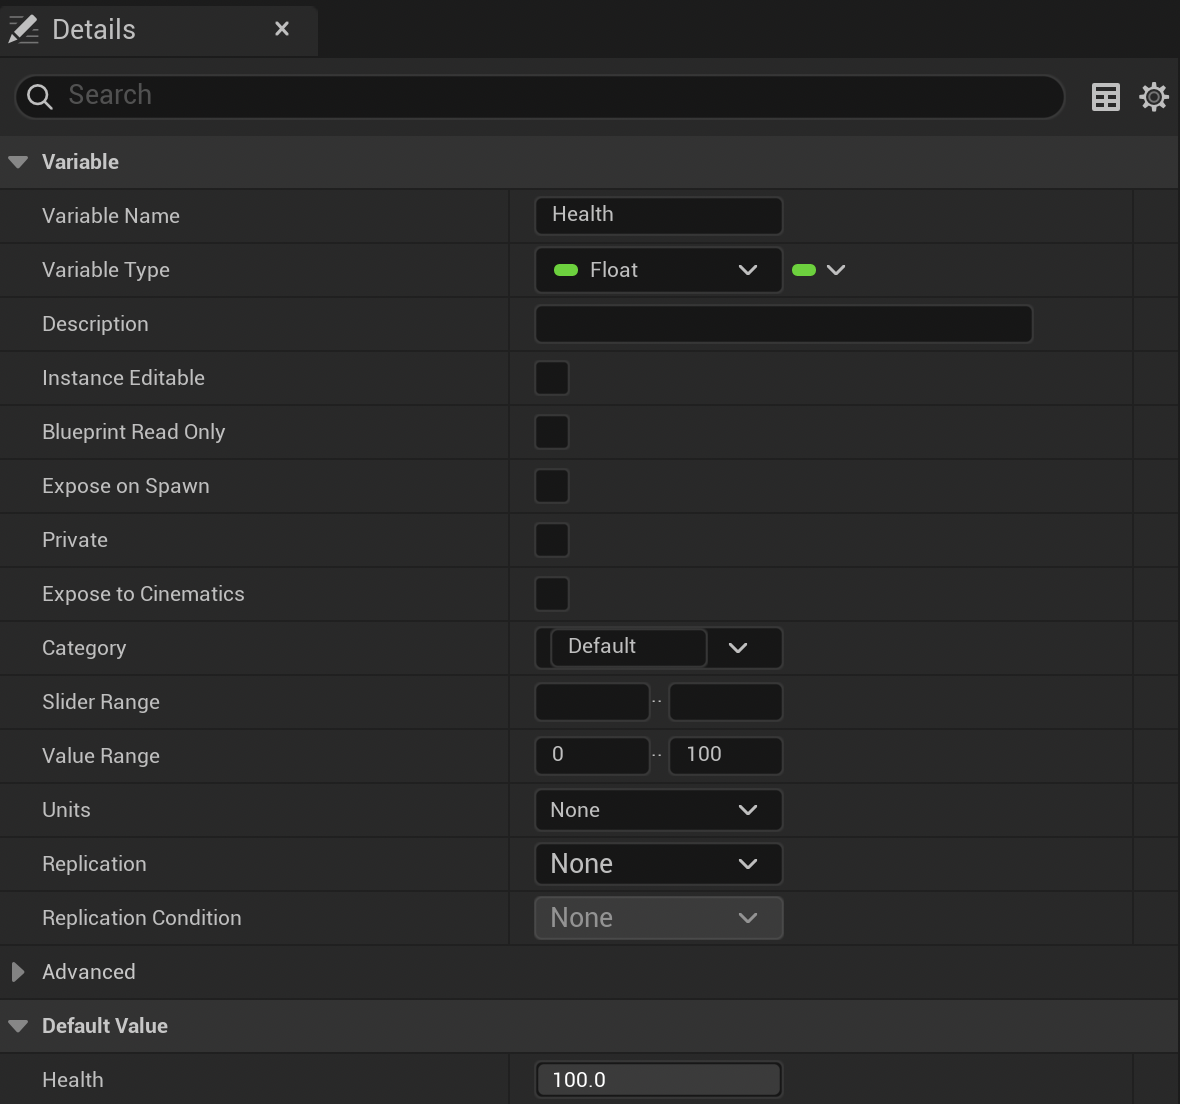 Details
Search
Variable
Variable Name Health
Variable Type Float
Description
Instance Editable
Blueprint Read Only
Expose on Spawn
Private
Expose to Cinematics
Category Default
Slider Range ..
Value Range 0 .. 100
Units None
Replication None
Replication Condition None
Advanced
Default Value
Health 100.0